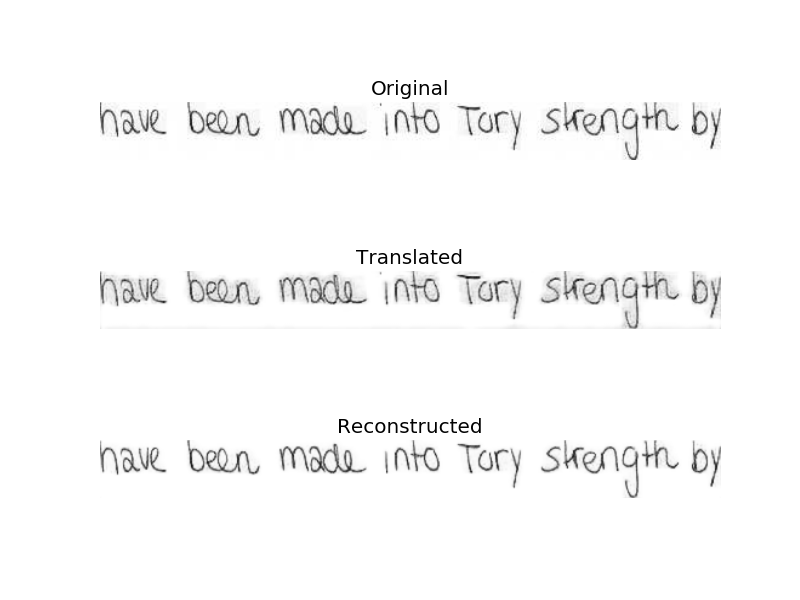 Original
have been made into Tory strength by
Translated
have been made into Tory strength by
Reconstructed
have been made into Tory strength by